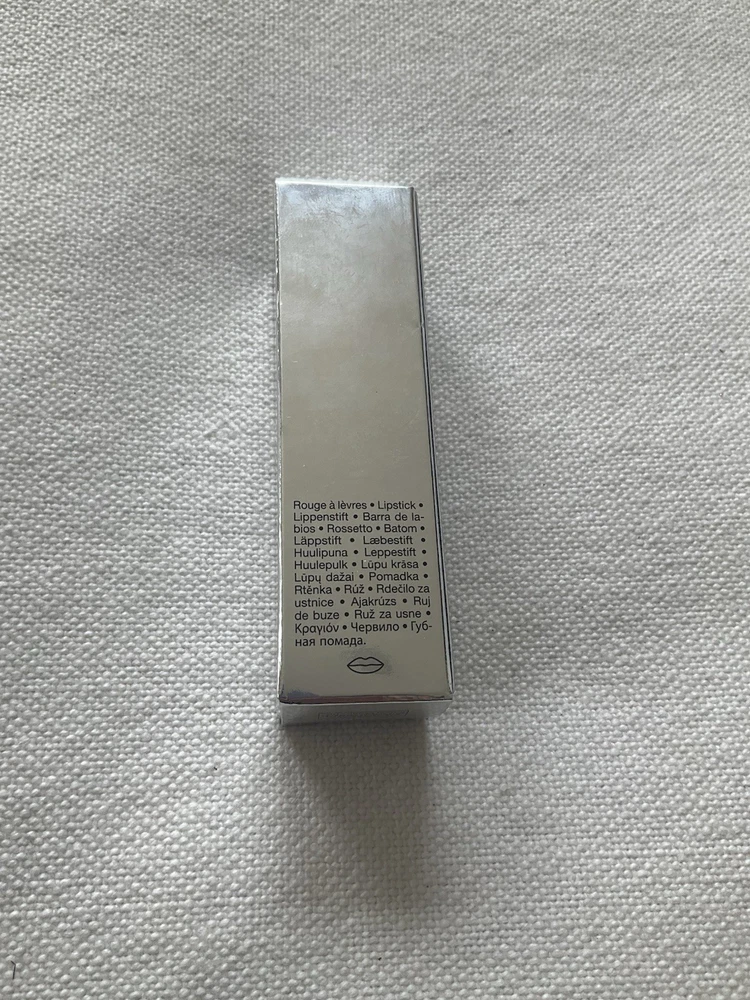 Rouge à lèvres • Lipstick •
Lippenstift • Barra de la-
bios • Rossetto • Batom •
Läppstift • Læbestift •
Huulipuna • Leppestift •
Huulepulk • Lūpu krāsa •
Lūpų dažai • Pomadka •
Rtěnka • Rúž • Rdečilo za
ustnice • Ajakrúzs • Ruj
de buze • Ruž za usne •
Κραγιόν • Червило • Губ-
ная помада.